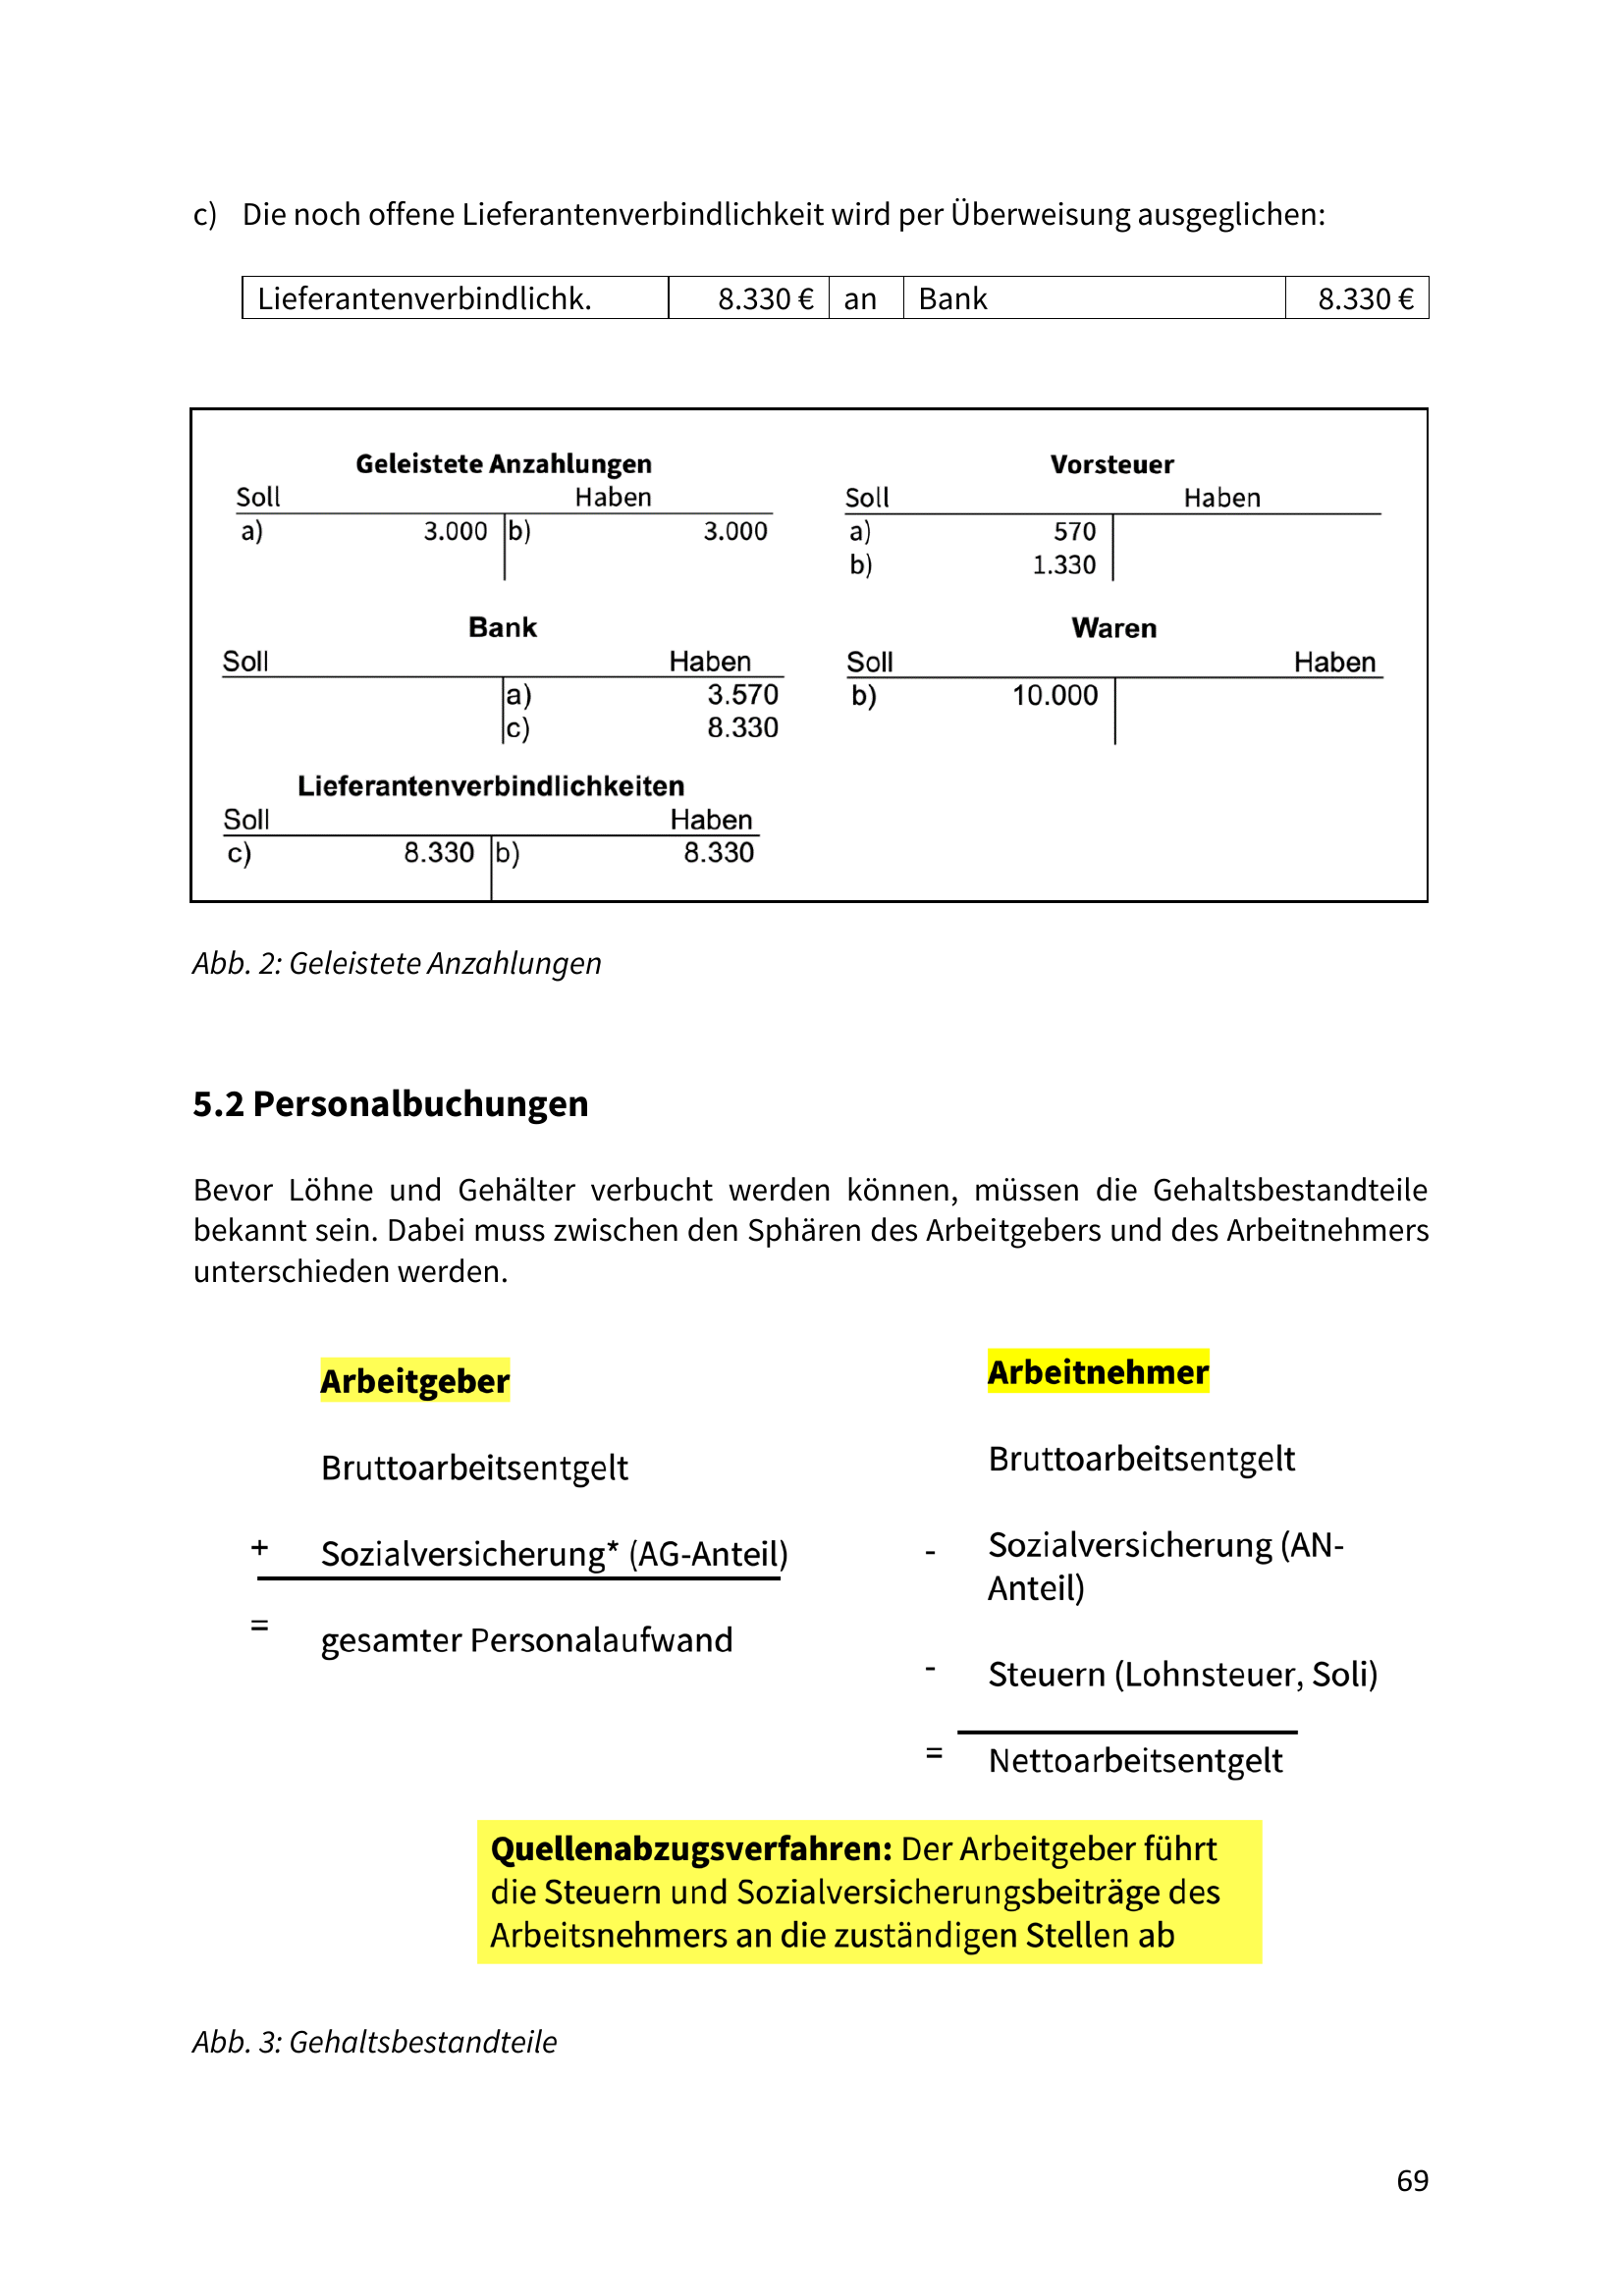 c) Die noch offene Lieferantenverbindlichkeit wird per Überweisung ausgeglichen:
Lieferantenverbindlichk. 8.330 € an Bank 8.330 €
Geleistete Anzahlungen
Soll Haben
a) 3.000 b) 3.000
Vorsteuer
Soll Haben
a) 570
b) 1.330
Bank
Soll Haben
a) 3.570
c) 8.330
Waren
Soll Haben
b) 10.000
Lieferantenverbindlichkeiten
Soll Haben
c) 8.330 b) 8.330
Abb. 2: Geleistete Anzahlungen
5.2 Personalbuchungen
Bevor Löhne und Gehälter verbucht werden können, müssen die Gehaltsbestandteile
bekannt sein. Dabei muss zwischen den Sphären des Arbeitgebers und des Arbeitnehmers
unterschieden werden.
Arbeitgeber
Bruttoarbeitsentgelt
+ Sozialversicherung* (AG-Anteil)
= gesamter Personalaufwand
Arbeitnehmer
Bruttoarbeitsentgelt
- Sozialversicherung (AN-
Anteil)
- Steuern (Lohnsteuer, Soli)
= Nettoarbeitsentgelt
Quellenabzugsverfahren: Der Arbeitgeber führt
die Steuern und Sozialversicherungsbeiträge des
Arbeitsnehmers an die zuständigen Stellen ab
Abb. 3: Gehaltsbestandteile
69